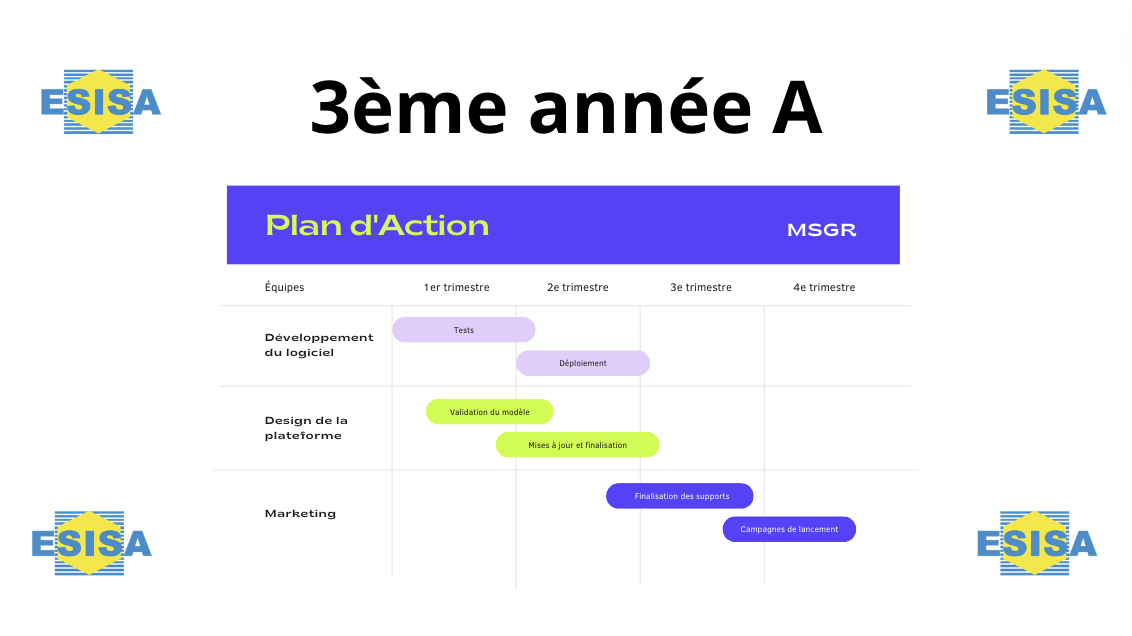 ESISA
3ème année A
ESISA
Plan d'Action
MSGR
Équipes
1er trimestre
2e trimestre
3e trimestre
4e trimestre
Développement
du logiciel
Tests
Déploiement
Design de la
plateforme
Validation du modèle
Mises à jour et finalisation
Marketing
Finalisation des supports
Campagnes de lancement
ESISA
ESISA